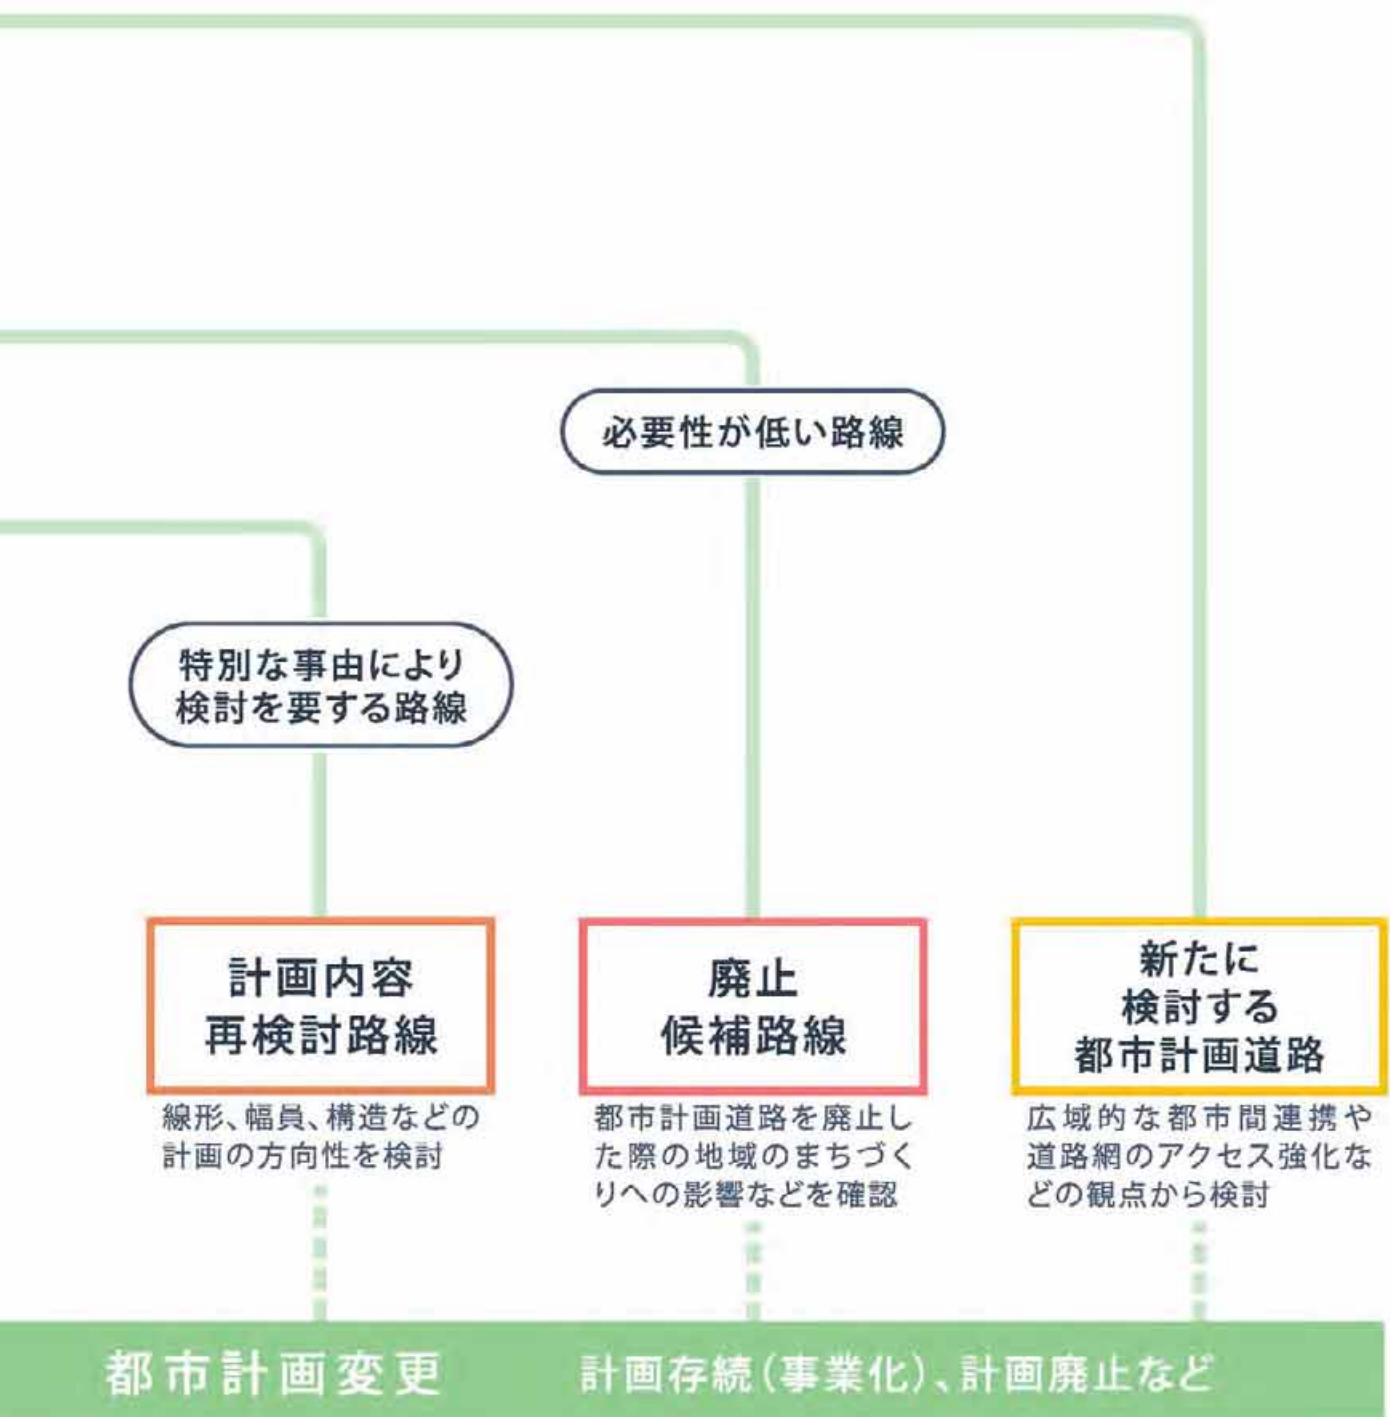 必要性が低い路線
特別な事由により
検討を要する路線
計画内容
再検討路線
線形、幅員、構造などの
計画の方向性を検討
廃止
候補路線
都市計画道路を廃止し
た際の地域のまちづく
りへの影響などを確認
新たに
検討する
都市計画道路
広域的な都市間連携や
道路網のアクセス強化な
どの観点から検討
都市計画変更
計画存続(事業化)、計画廃止など